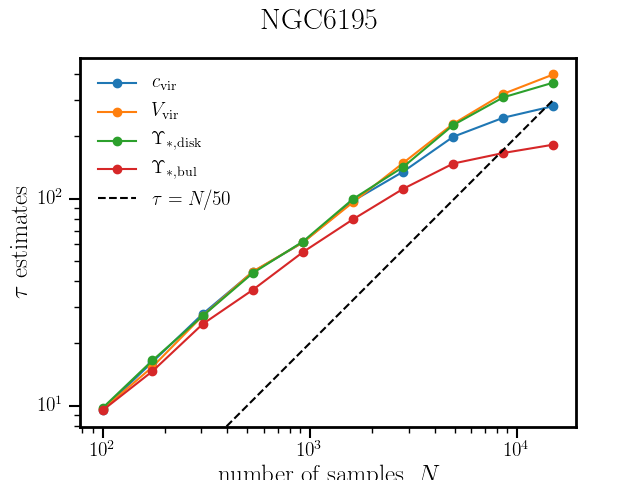 NGC6195
c_vir
V_vir
Υ_*,disk
Υ_*,bul
τ = N/50
τ estimates
10^2
10^1
10^2
10^3
10^4
number of samples, N